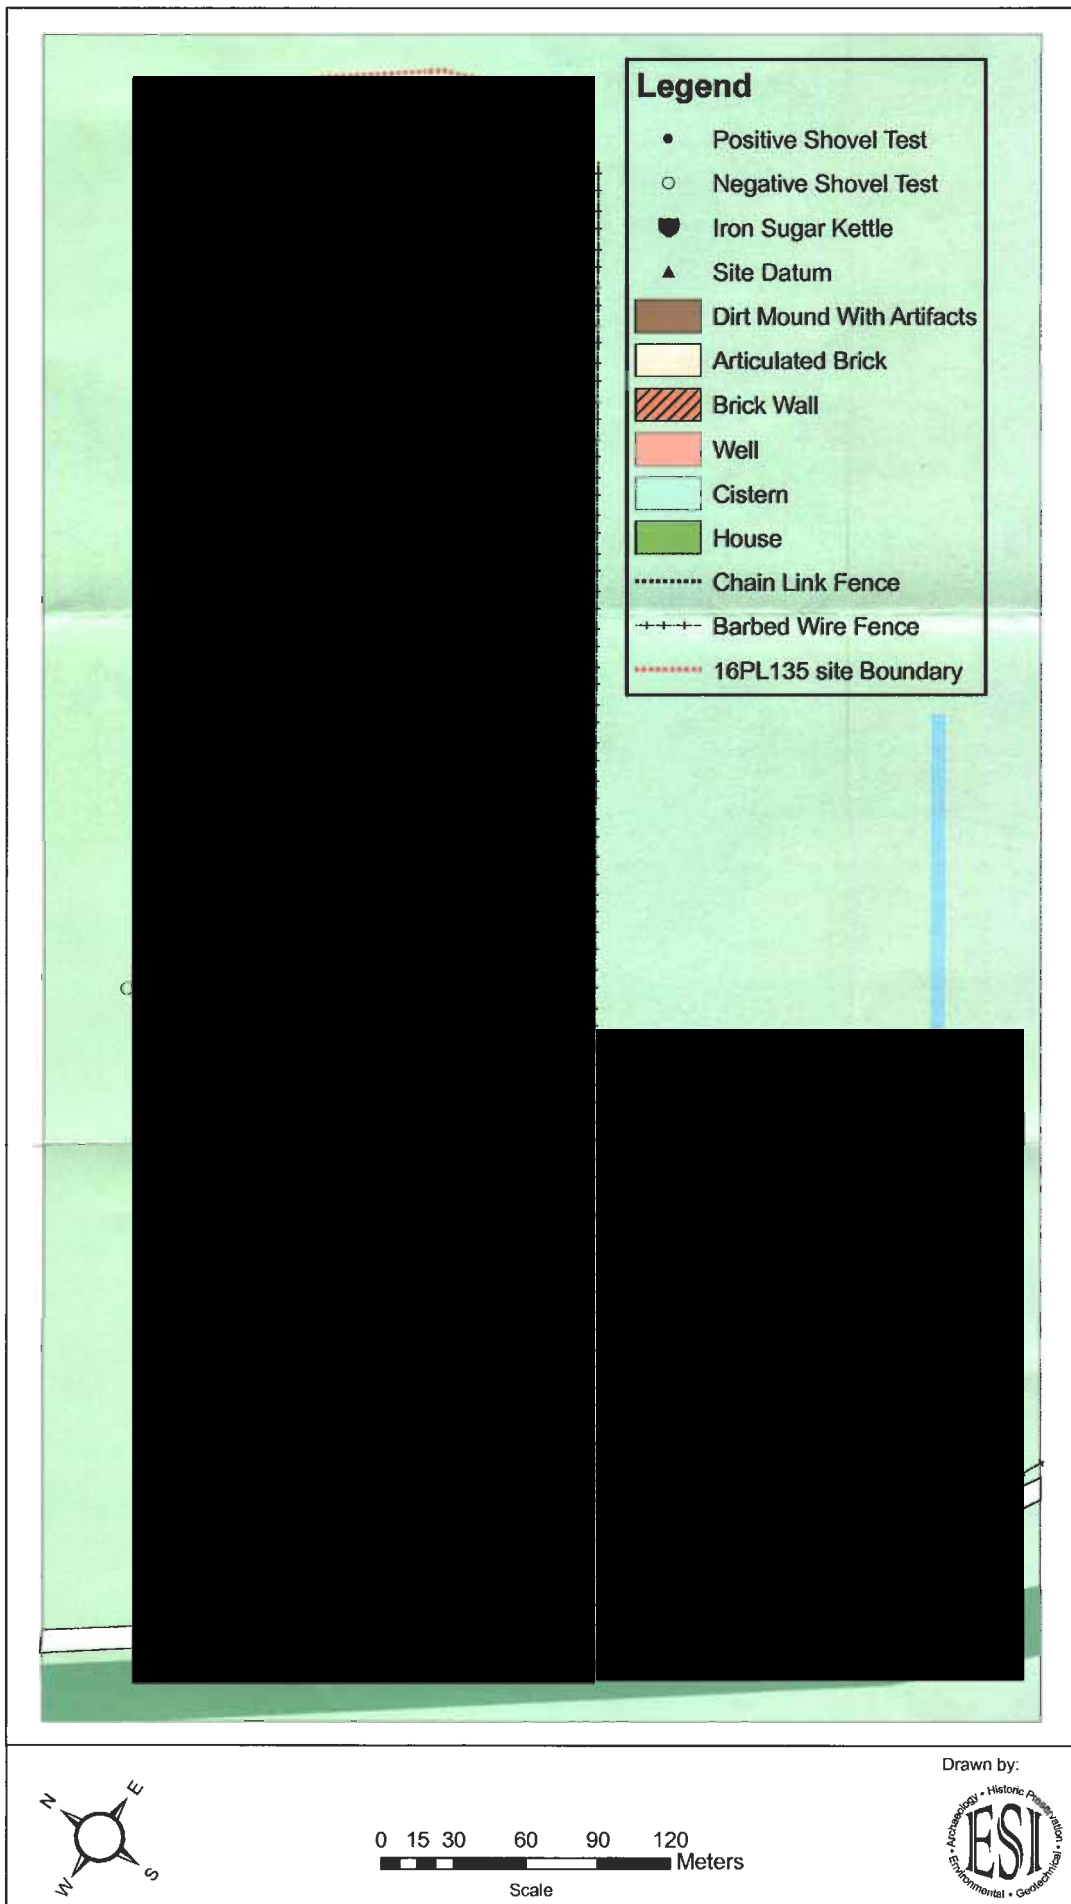 Legend
Positive Shovel Test
Negative Shovel Test
Iron Sugar Kettle
Site Datum
Dirt Mound With Artifacts
Articulated Brick
Brick Wall
Well
Cistern
House
Chain Link Fence
Barbed Wire Fence
16PL135 site Boundary
N
E
W
S
0 15 30 60 90 120
Meters
Scale
Drawn by:
Archaeology • Historic Preservation •
ESI
Environmental • Geotechnical •